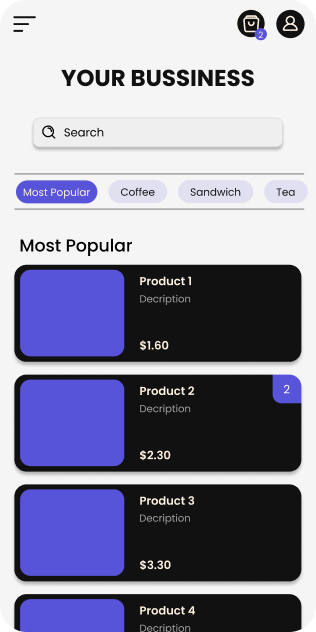 2
YOUR BUSSINESS
Search
Most Popular
Coffee
Sandwich
Tea
Most Popular
Product 1
Decription
$1.60
Product 2
2
Decription
$2.30
Product 3
Decription
$3.30
Product 4
Decription